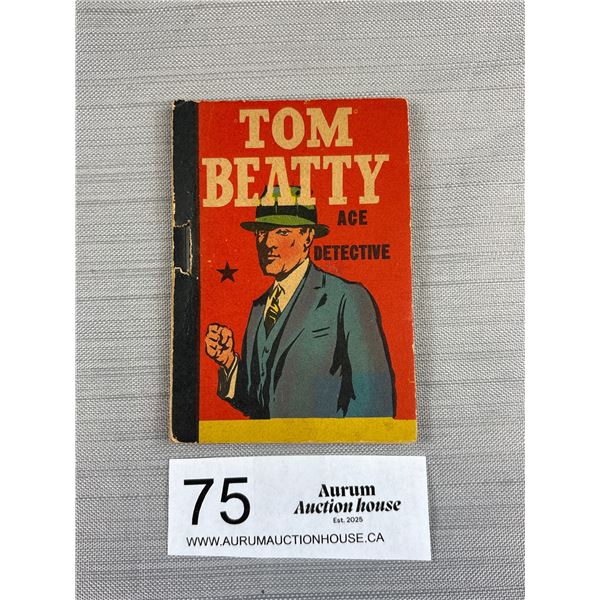 TOM
BEATTY
ACE
DETECTIVE
75
Aurum
Auction house
Est. 2025
WWW.AURUMAUCTIONHOUSE.CA